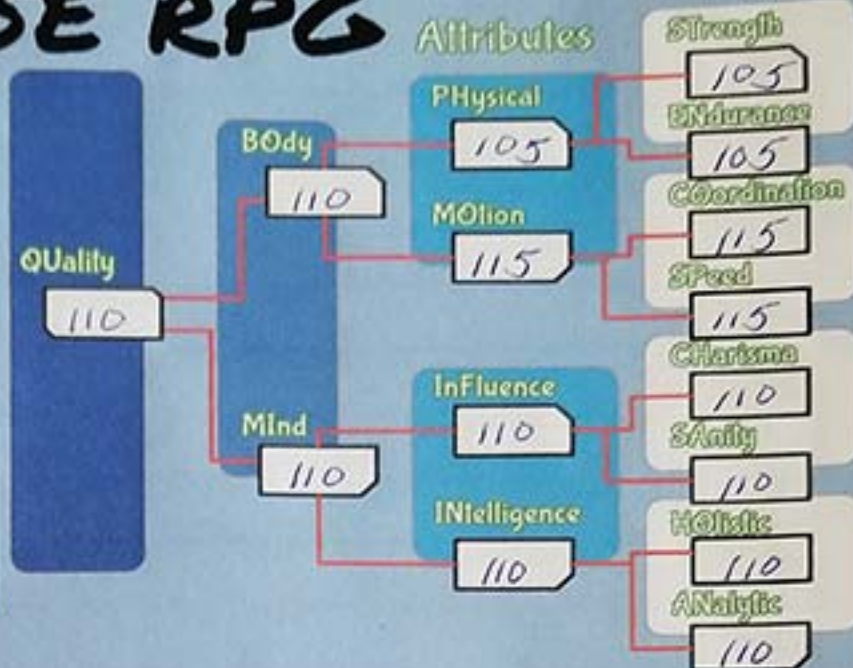 RPG
Attributes
STrength
105
PHysical
105
ENdurance
105
BOdy
110
MOtion
115
COordination
115
SPeed
115
QUality
110
CHarisma
110
InFluence
110
SAnity
110
MInd
110
INtelligence
110
HOlistic
110
ANalytic
110